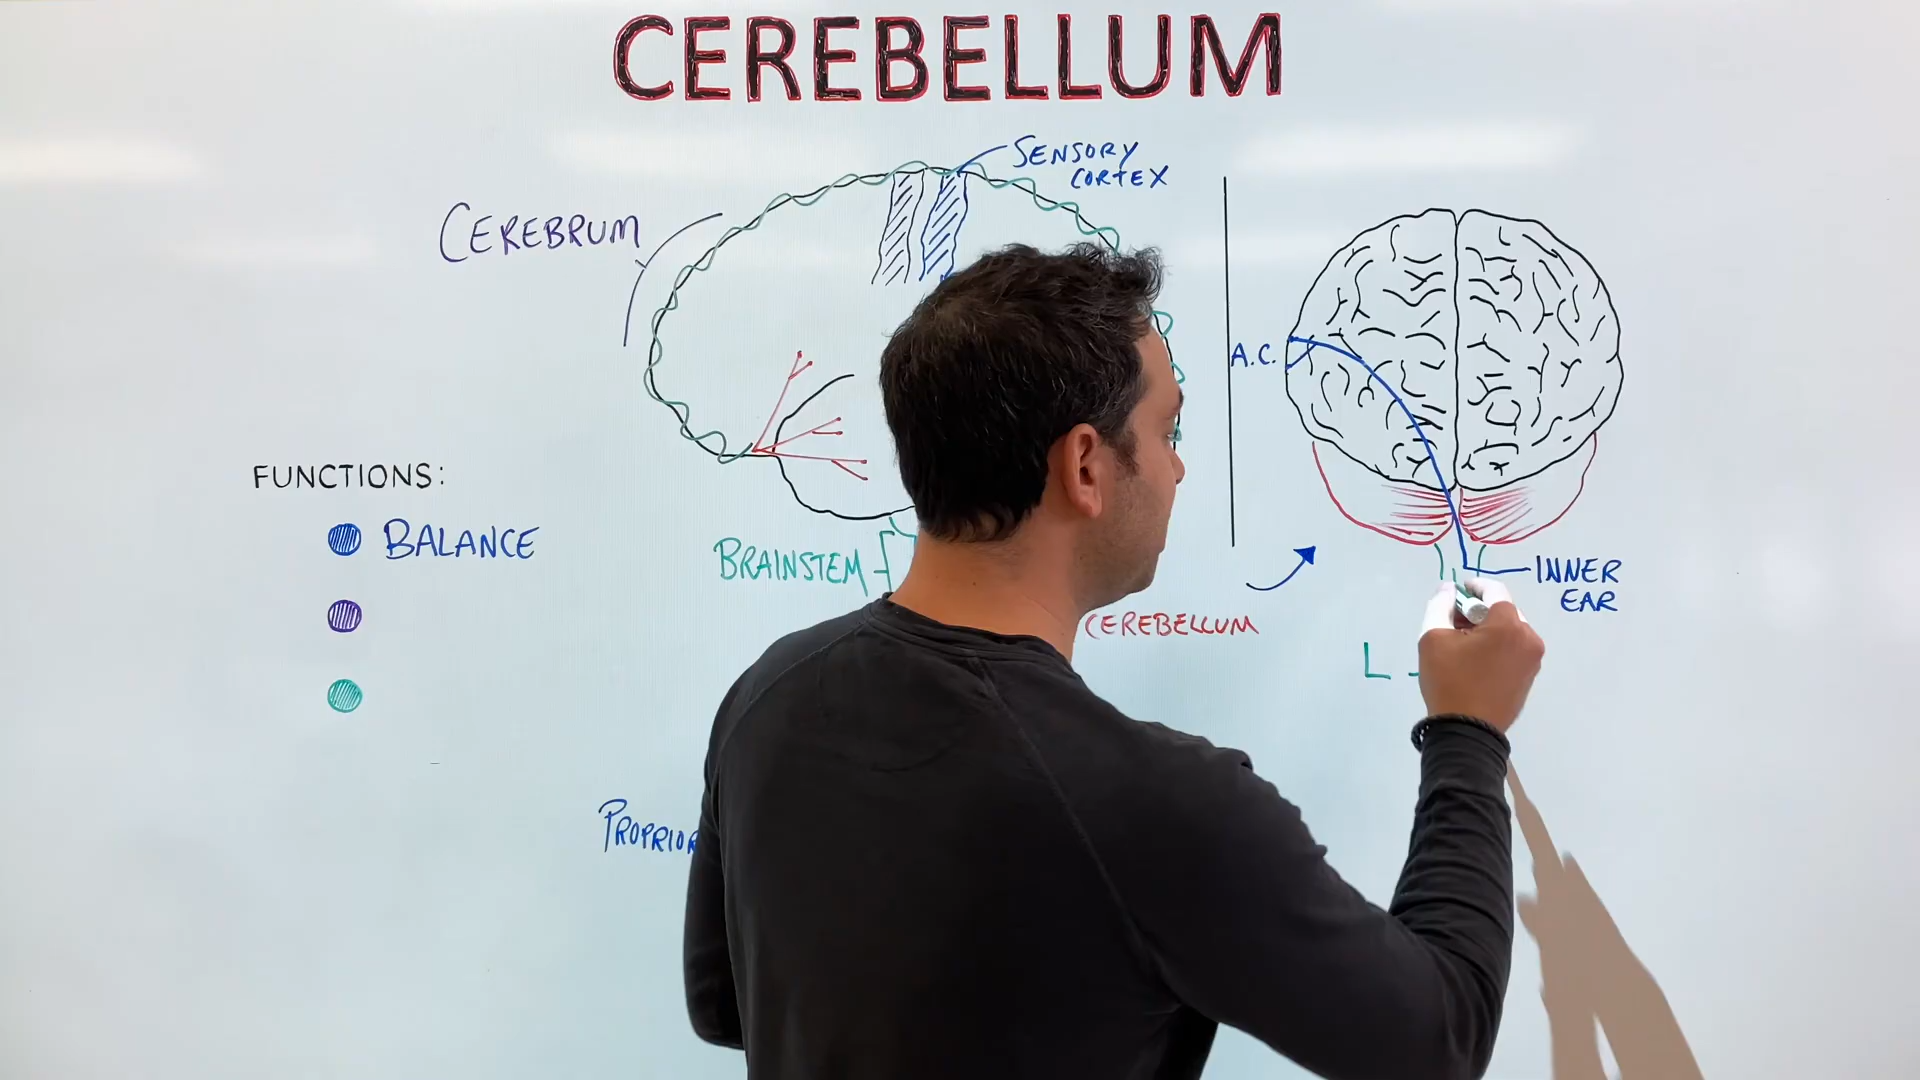 CEREBELLUM
SENSORY
CORTEX
CEREBRUM
A.C.
FUNCTIONS:
BALANCE
BRAINSTEM
CEREBELLUM
INNER
EAR
L -